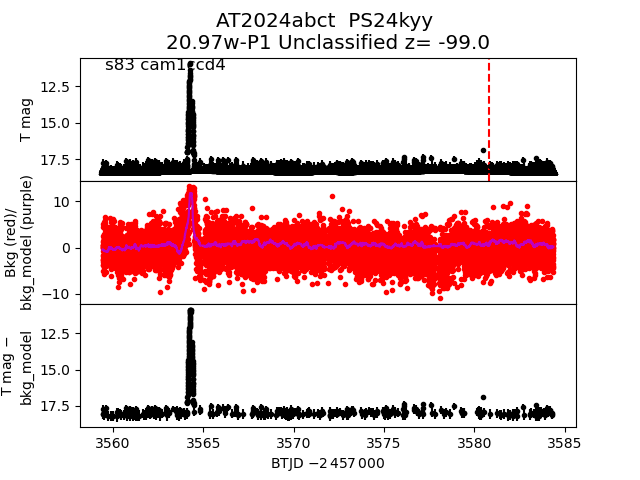 AT2024abct PS24kyy
20.97w-P1 Unclassified z= -99.0
s83 cam1 ccd4
T mag
12.5
15.0
17.5
Bkg (red)/
bkg_model (purple)
10
0
−10
T mag −
bkg_model
12.5
15.0
17.5
3560
3565
3570
3575
3580
3585
BTJD −2 457 000